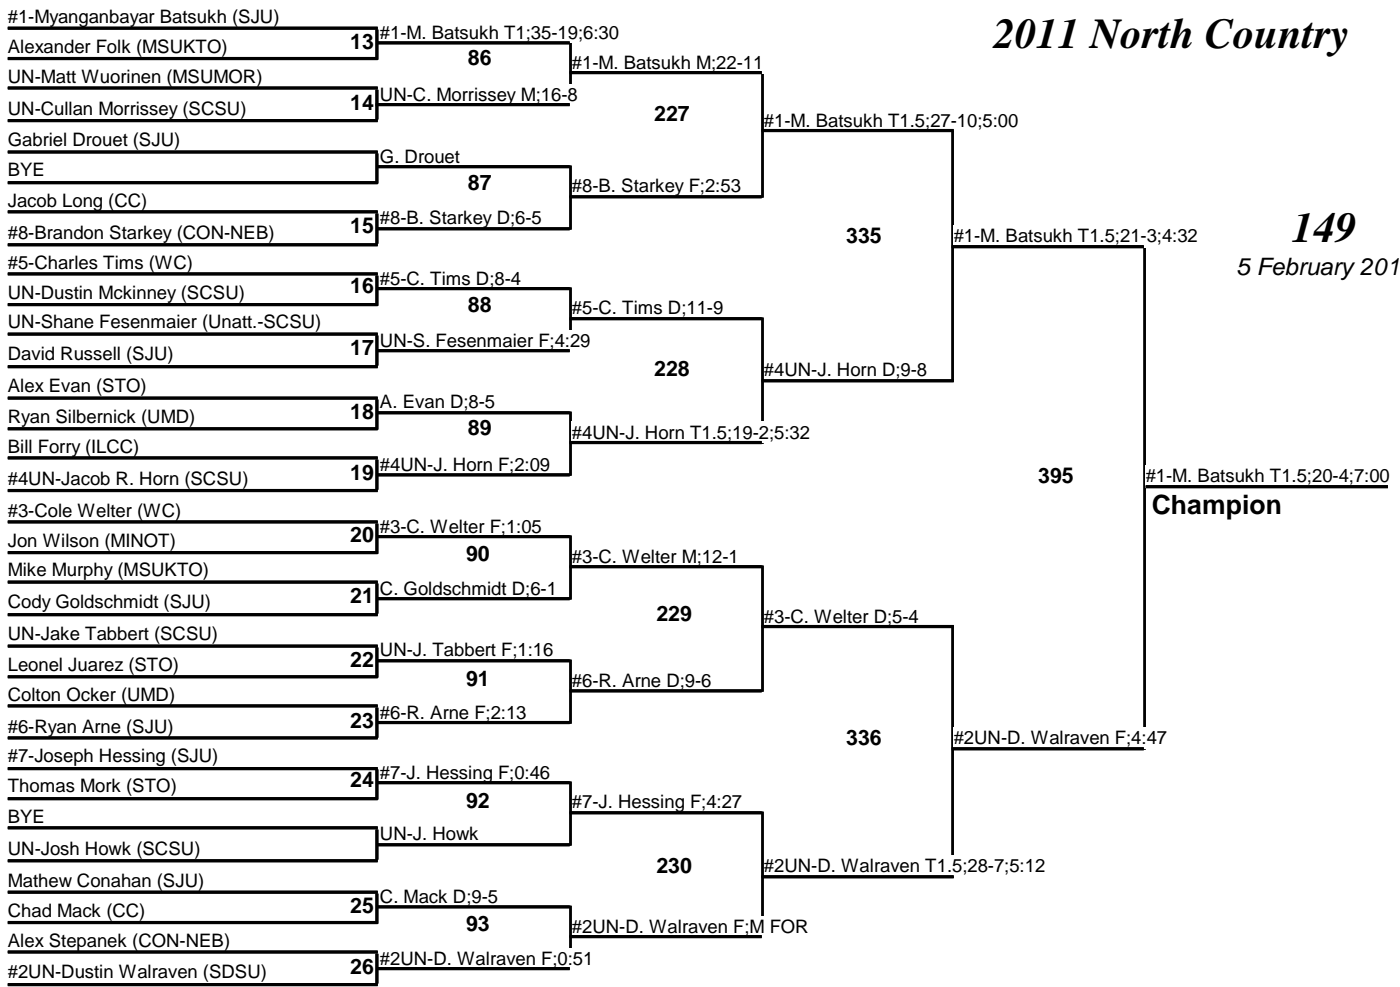 2011 North Country
149
5 February 201
#1-Myanganbayar Batsukh (SJU)
Alexander Folk (MSUKTO)
UN-Matt Wuorinen (MSUMOR)
UN-Cullan Morrissey (SCSU)
Gabriel Drouet (SJU)
BYE
Jacob Long (CC)
#8-Brandon Starkey (CON-NEB)
#5-Charles Tims (WC)
UN-Dustin Mckinney (SCSU)
UN-Shane Fesenmaier (Unatt.-SCSU)
David Russell (SJU)
Alex Evan (STO)
Ryan Silbernick (UMD)
Bill Forry (ILCC)
#4UN-Jacob R. Horn (SCSU)
#3-Cole Welter (WC)
Jon Wilson (MINOT)
Mike Murphy (MSUKTO)
Cody Goldschmidt (SJU)
UN-Jake Tabbert (SCSU)
Leonel Juarez (STO)
Colton Ocker (UMD)
#6-Ryan Arne (SJU)
#7-Joseph Hessing (SJU)
Thomas Mork (STO)
BYE
UN-Josh Howk (SCSU)
Mathew Conahan (SJU)
Chad Mack (CC)
Alex Stepanek (CON-NEB)
#2UN-Dustin Walraven (SDSU)
13
14
15
16
17
18
19
20
21
22
23
24
25
26
#1-M. Batsukh T1;35-19;6:30
86
UN-C. Morrissey M;16-8
G. Drouet
87
#8-B. Starkey D;6-5
#5-C. Tims D;8-4
88
UN-S. Fesenmaier F;4:29
A. Evan D;8-5
89
#4UN-J. Horn F;2:09
#3-C. Welter F;1:05
90
C. Goldschmidt D;6-1
UN-J. Tabbert F;1:16
91
#6-R. Arne F;2:13
#7-J. Hessing F;0:46
92
UN-J. Howk
C. Mack D;9-5
93
#2UN-D. Walraven F;0:51
#1-M. Batsukh M;22-11
227
#8-B. Starkey F;2:53
#5-C. Tims D;11-9
228
#4UN-J. Horn T1.5;19-2;5:32
#3-C. Welter M;12-1
229
#6-R. Arne D;9-6
#7-J. Hessing F;4:27
230
#2UN-D. Walraven F;M FOR
#1-M. Batsukh T1.5;27-10;5:00
335
#4UN-J. Horn D;9-8
#3-C. Welter D;5-4
336
#2UN-D. Walraven T1.5;28-7;5:12
#1-M. Batsukh T1.5;21-3;4:32
395
#2UN-D. Walraven F;4:47
#1-M. Batsukh T1.5;20-4;7:00
Champion